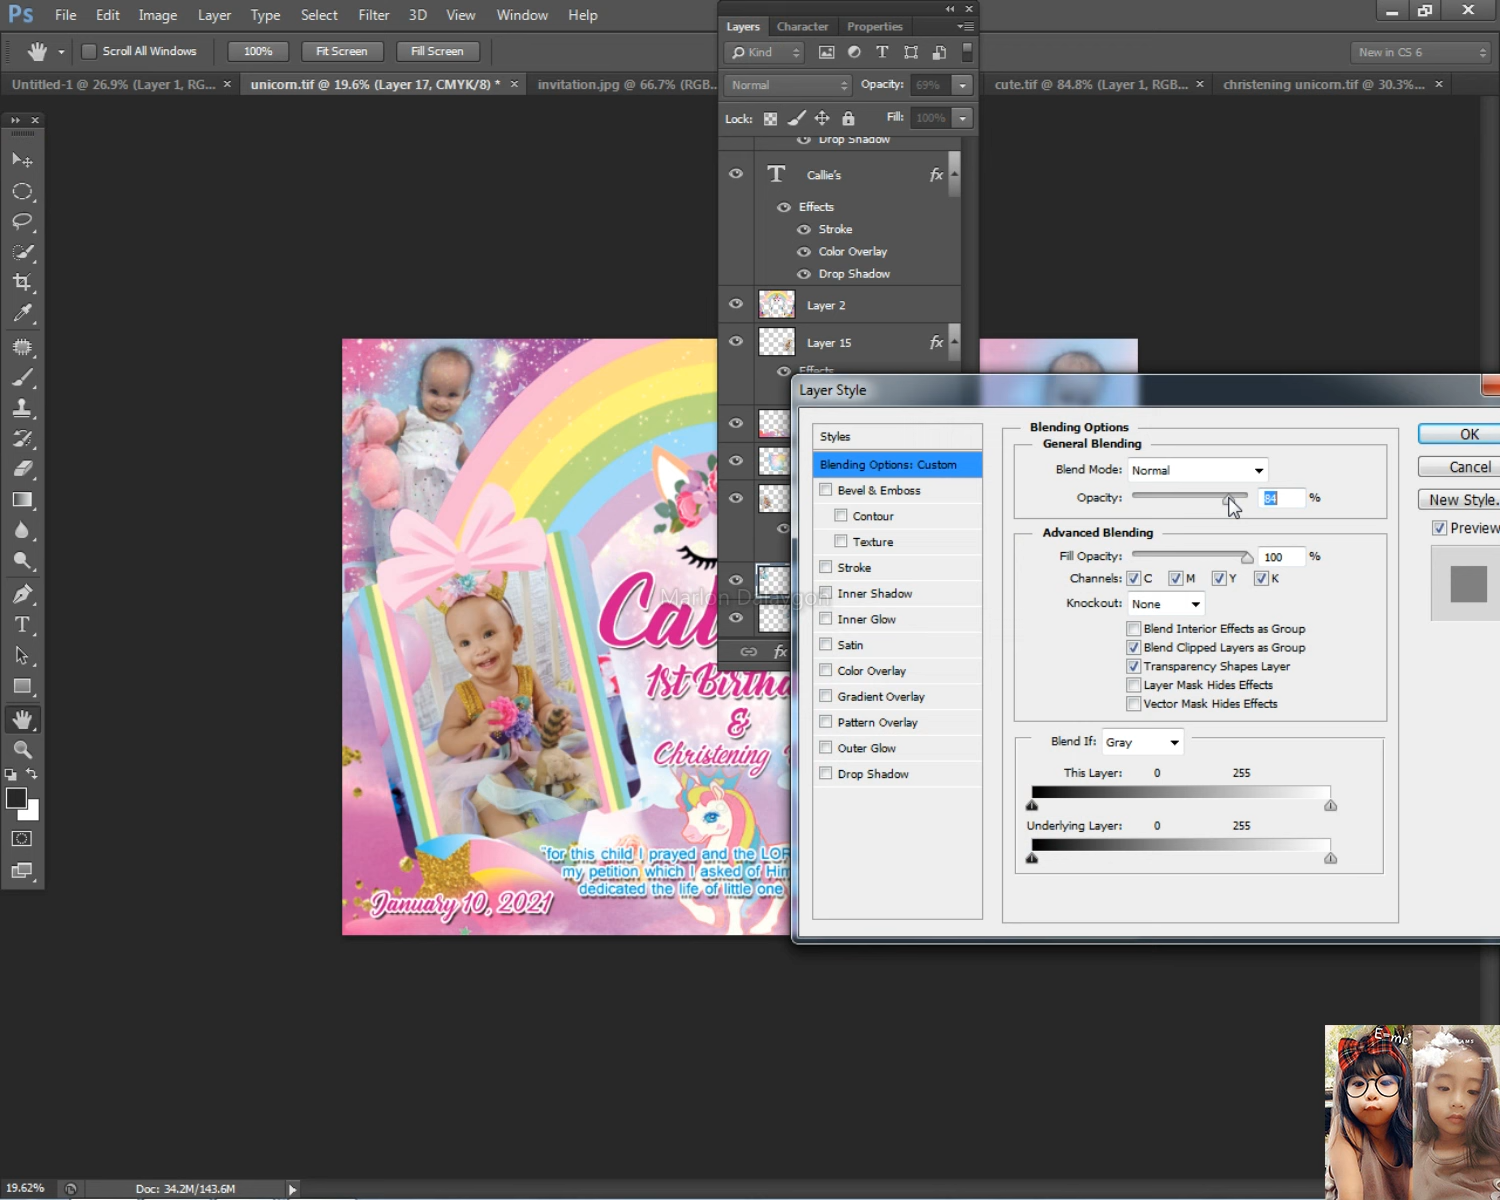 Ps File Edit Image Layer Type Select Filter 3D View Window Help
Scroll All Windows 100% Fit Screen Fill Screen
New in CS 6
Untitled-1 @ 26.9% (Layer 1, RG... × unicorn.tif @ 19.6% (Layer 17, CMYK/8) * × invitation.jpg @ 66.7% (RGB... cute.tif @ 84.8% (Layer 1, RGB... × christening unicorn.tif @ 30.3%... ×
Layers Character Properties
Kind
Normal Opacity: 69%
Lock: Fill: 100%
Drop Shadow
T Callie's fx
Effects
Stroke
Color Overlay
Drop Shadow
Layer 2
Layer 15 fx
Effects
fx
Layer Style
Styles
Blending Options: Custom
Bevel & Emboss
Contour
Texture
Stroke
Inner Shadow
Inner Glow
Satin
Color Overlay
Gradient Overlay
Pattern Overlay
Outer Glow
Drop Shadow
Blending Options
General Blending
Blend Mode: Normal
Opacity: 84 %
Advanced Blending
Fill Opacity: 100 %
Channels: C M Y K
Knockout: None
Blend Interior Effects as Group
Blend Clipped Layers as Group
Transparency Shapes Layer
Layer Mask Hides Effects
Vector Mask Hides Effects
Blend If: Gray
This Layer: 0 255
Underlying Layer: 0 255
OK
Cancel
New Style...
Preview
Cal
1st Birth
&
Christening
"for this child I prayed and the LOR
my petition which I asked of Him
dedicated the life of little one
January 10, 2021
E=mc²
19.62% Doc: 34.2M/143.6M